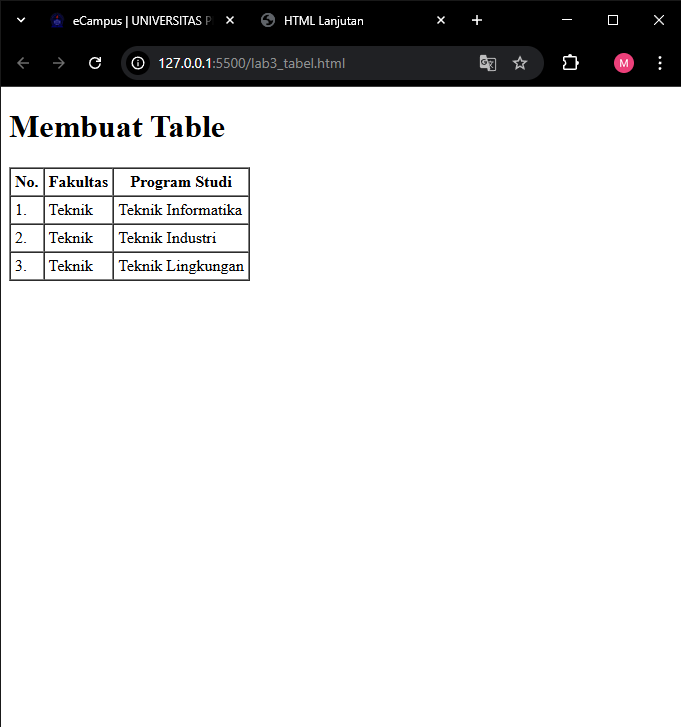 eCampus | UNIVERSITAS
HTML Lanjutan
127.0.0.1:5500/lab3_tabel.html
M
Membuat Table
No. Fakultas Program Studi
1. Teknik Teknik Informatika
2. Teknik Teknik Industri
3. Teknik Teknik Lingkungan